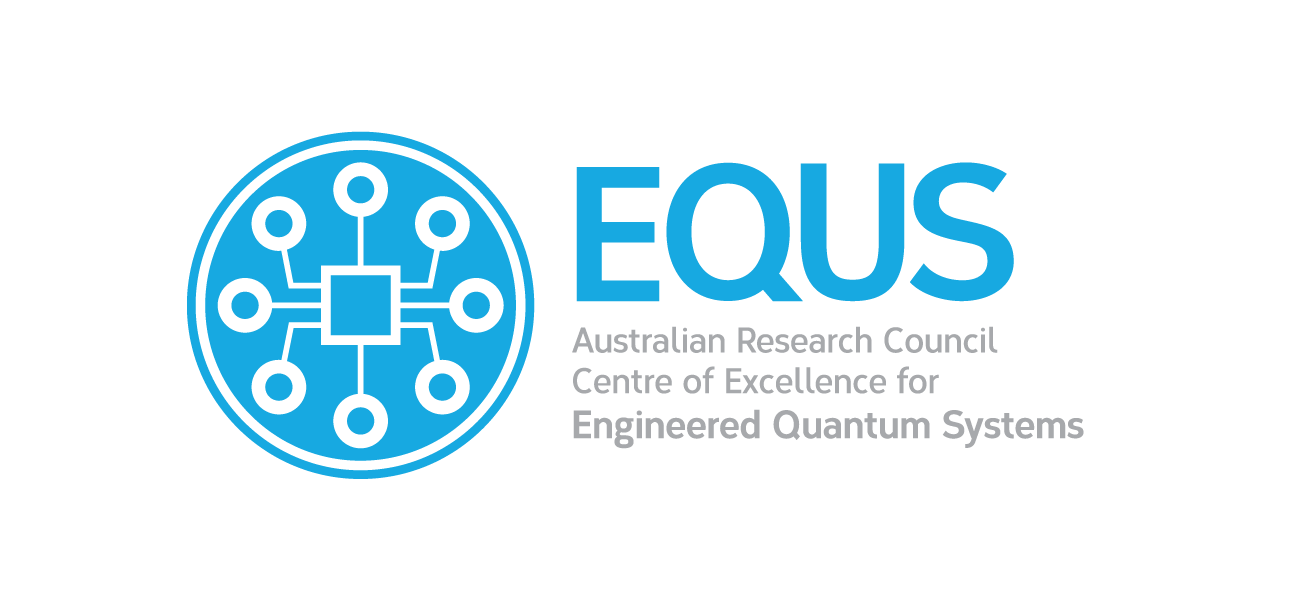 EQUS
Australian Research Council
Centre of Excellence for
Engineered Quantum Systems